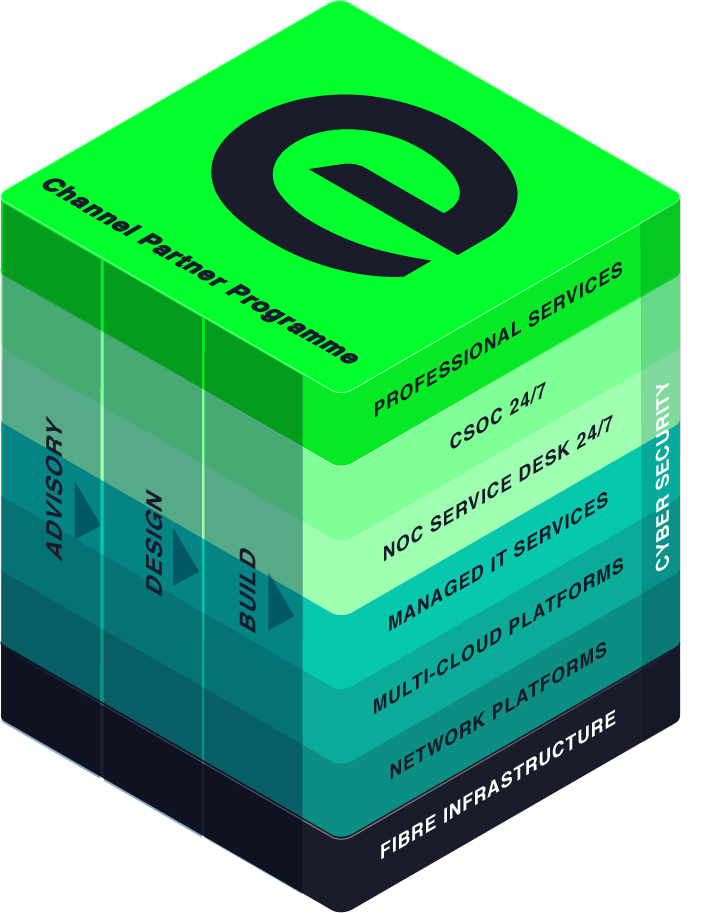 Channel Partner Programme
PROFESSIONAL SERVICES
CSOC 24/7
NOC SERVICE DESK 24/7
MANAGED IT SERVICES
MULTI-CLOUD PLATFORMS
NETWORK PLATFORMS
FIBRE INFRASTRUCTURE
CYBER SECURITY
ADVISORY
DESIGN
BUILD